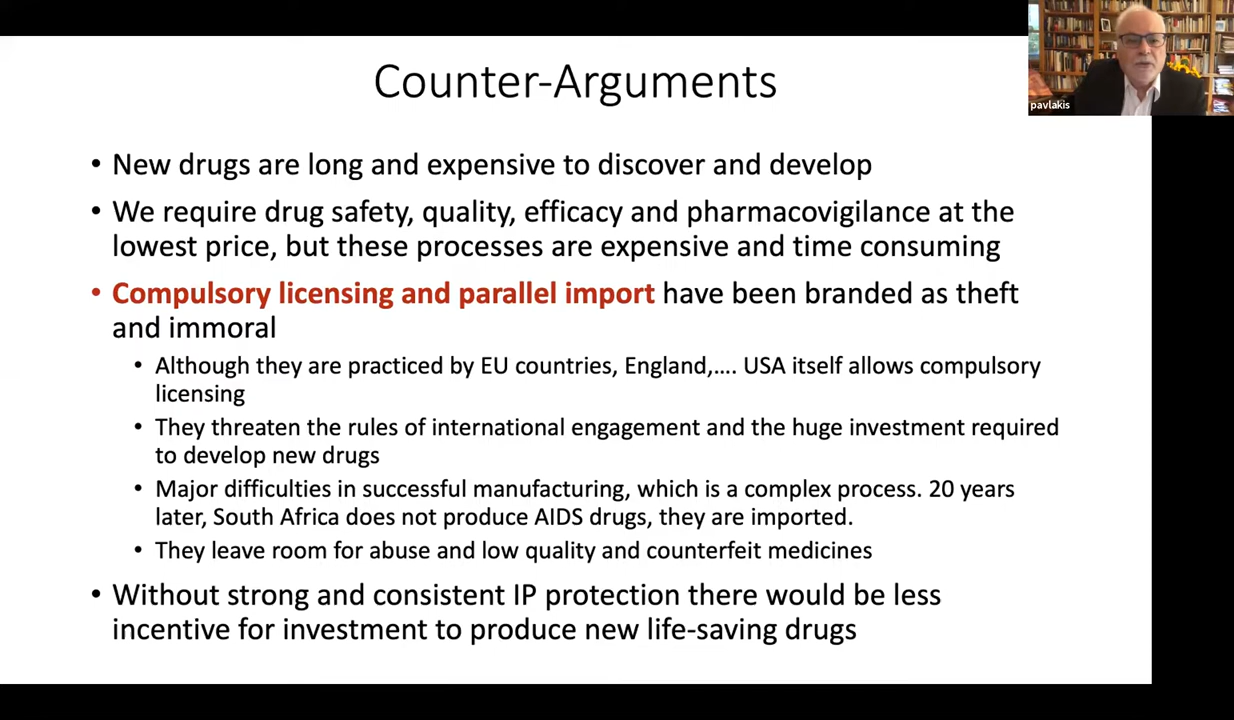 Counter-Arguments
pavlakis
• New drugs are long and expensive to discover and develop
• We require drug safety, quality, efficacy and pharmacovigilance at the
lowest price, but these processes are expensive and time consuming
• Compulsory licensing and parallel import have been branded as theft
and immoral
• Although they are practiced by EU countries, England,…. USA itself allows compulsory
licensing
• They threaten the rules of international engagement and the huge investment required
to develop new drugs
• Major difficulties in successful manufacturing, which is a complex process. 20 years
later, South Africa does not produce AIDS drugs, they are imported.
• They leave room for abuse and low quality and counterfeit medicines
• Without strong and consistent IP protection there would be less
incentive for investment to produce new life-saving drugs